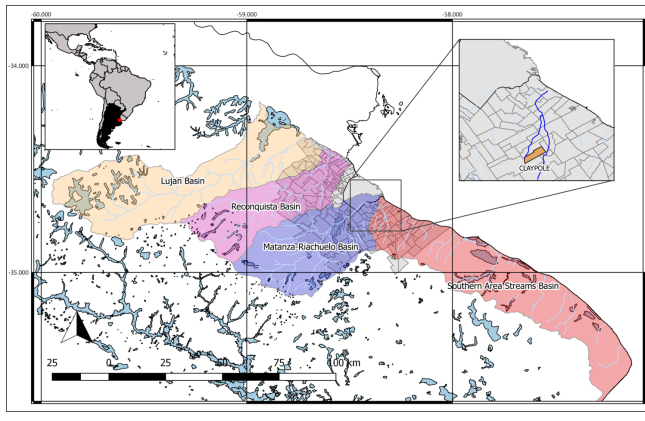 -60.000
-59.000
-58.000
-34.000
CLAYPOLE
Lujan Basin
Reconquista Basin
Matanza-Riachuelo Basin
-35.000
Southern Area Streams Basin
25
0
25
50
75
100 km